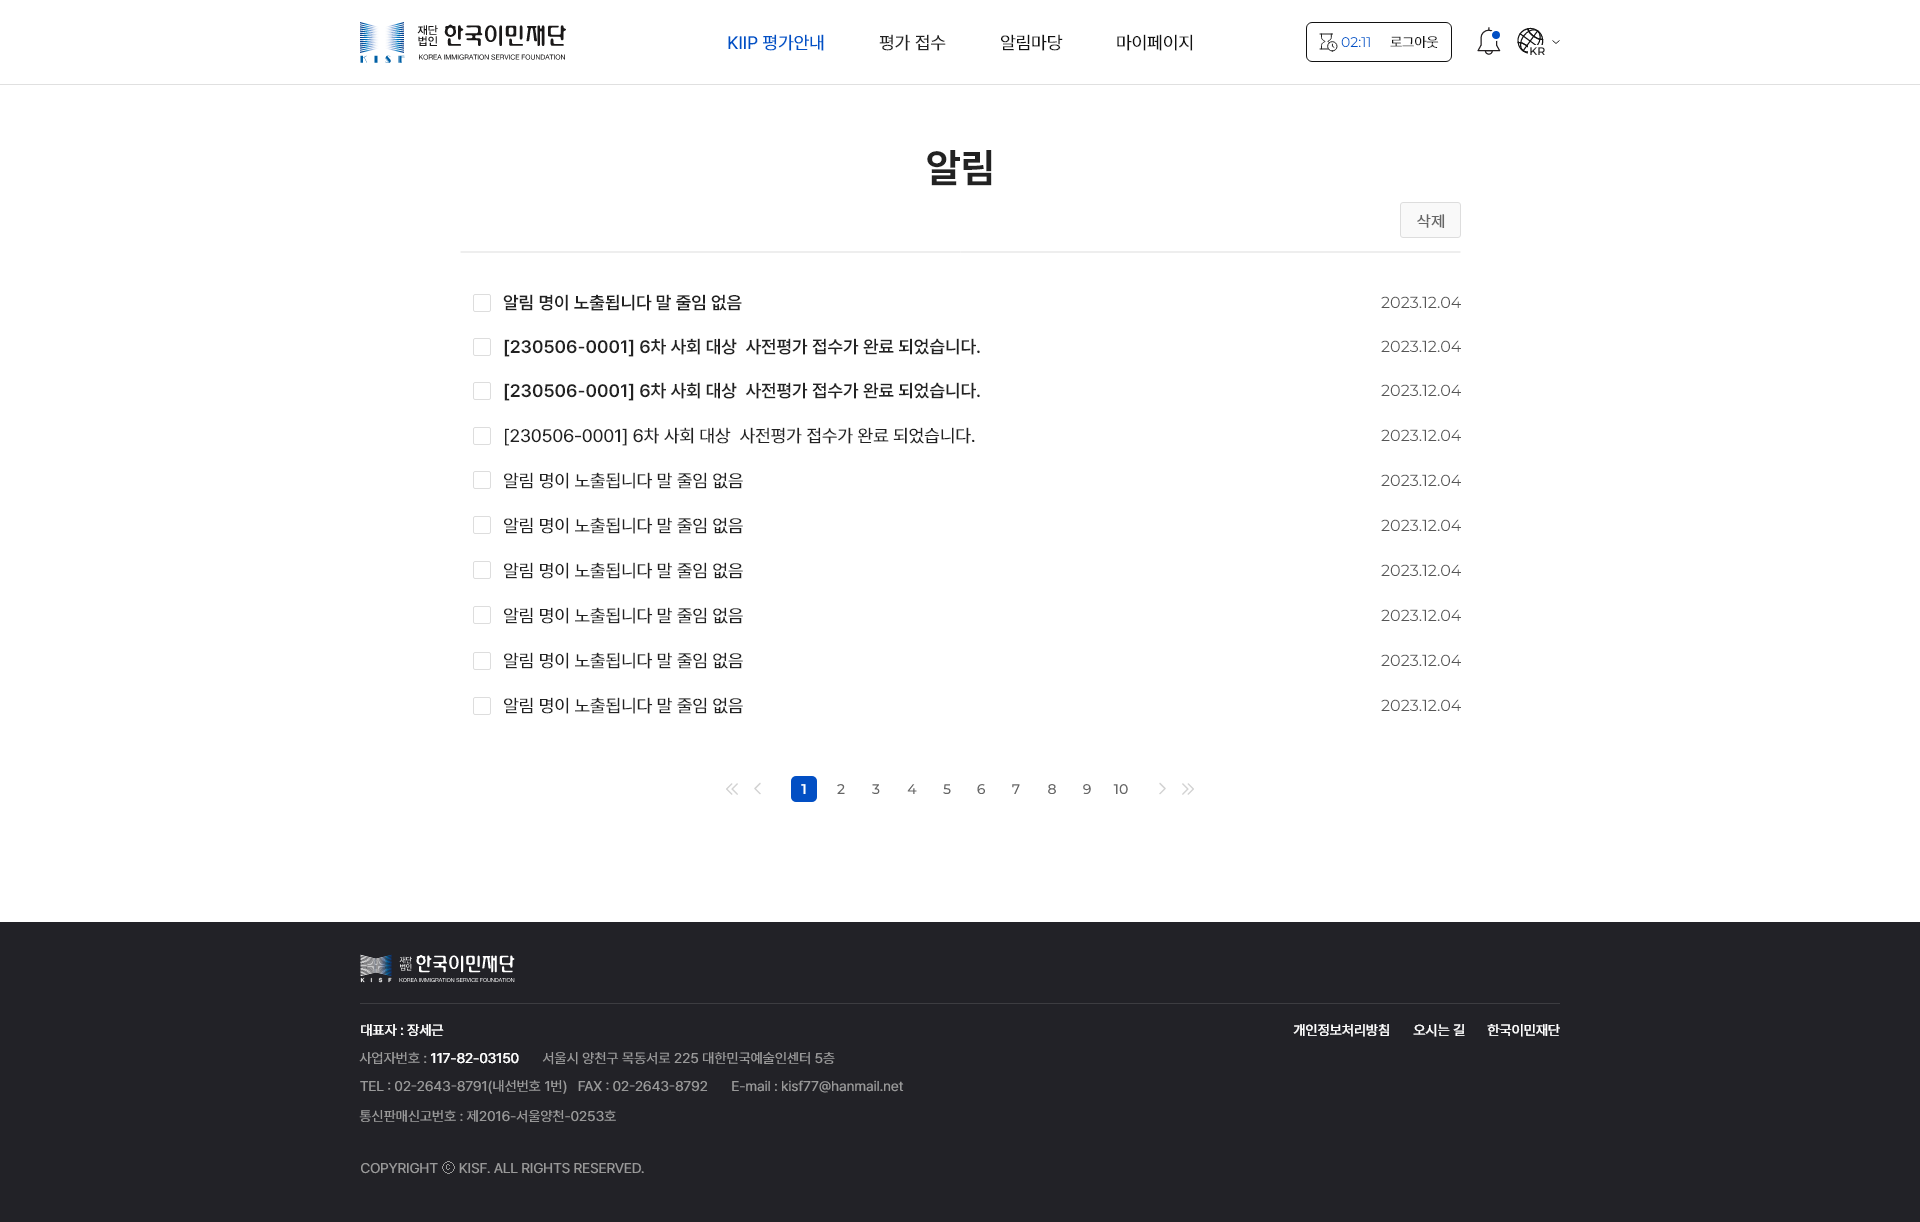 재단법인 한국이민재단
KISF KOREA IMMIGRATION SERVICE FOUNDATION
KIIP 평가안내 평가 접수 알림마당 마이페이지
02:11 로그아웃 KR
알림
삭제
알림 명이 노출됩니다 말 줄임 없음 2023.12.04
[230506-0001] 6차 사회 대상 사전평가 접수가 완료 되었습니다. 2023.12.04
[230506-0001] 6차 사회 대상 사전평가 접수가 완료 되었습니다. 2023.12.04
[230506-0001] 6차 사회 대상 사전평가 접수가 완료 되었습니다. 2023.12.04
알림 명이 노출됩니다 말 줄임 없음 2023.12.04
알림 명이 노출됩니다 말 줄임 없음 2023.12.04
알림 명이 노출됩니다 말 줄임 없음 2023.12.04
알림 명이 노출됩니다 말 줄임 없음 2023.12.04
알림 명이 노출됩니다 말 줄임 없음 2023.12.04
알림 명이 노출됩니다 말 줄임 없음 2023.12.04
1 2 3 4 5 6 7 8 9 10
재단법인 한국이민재단
KISF KOREA IMMIGRATION SERVICE FOUNDATION
대표자 : 장세근 개인정보처리방침 오시는 길 한국이민재단
사업자번호 : 117-82-03150 서울시 양천구 목동서로 225 대한민국예술인센터 5층
TEL : 02-2643-8791(내선번호 1번) FAX : 02-2643-8792 E-mail : kisf77@hanmail.net
통신판매신고번호 : 제2016-서울양천-0253호
COPYRIGHT ⓒ KISF. ALL RIGHTS RESERVED.